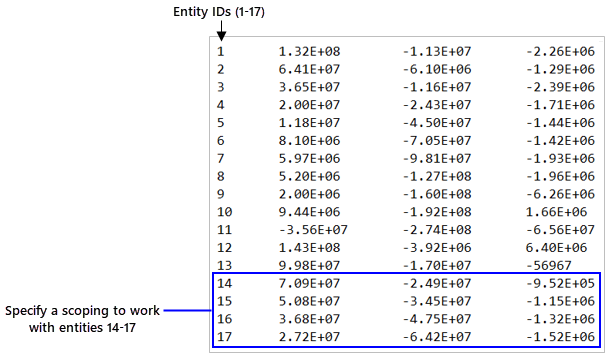 Entity IDs (1-17)
1 1.32E+08 -1.13E+07 -2.26E+06
2 6.41E+07 -6.10E+06 -1.29E+06
3 3.65E+07 -1.16E+07 -2.39E+06
4 2.00E+07 -2.43E+07 -1.71E+06
5 1.18E+07 -4.50E+07 -1.44E+06
6 8.10E+06 -7.05E+07 -1.42E+06
7 5.97E+06 -9.81E+07 -1.93E+06
8 5.20E+06 -1.27E+08 -1.96E+06
9 2.00E+06 -1.60E+08 -6.26E+06
10 9.44E+06 -1.92E+08 1.66E+06
11 -3.56E+07 -2.74E+08 -6.56E+07
12 1.43E+08 -3.92E+06 6.40E+06
13 9.98E+07 -1.70E+07 -56967
14 7.09E+07 -2.49E+07 -9.52E+05
15 5.08E+07 -3.45E+07 -1.15E+06
16 3.68E+07 -4.75E+07 -1.32E+06
17 2.72E+07 -6.42E+07 -1.52E+06
Specify a scoping to work
with entities 14-17